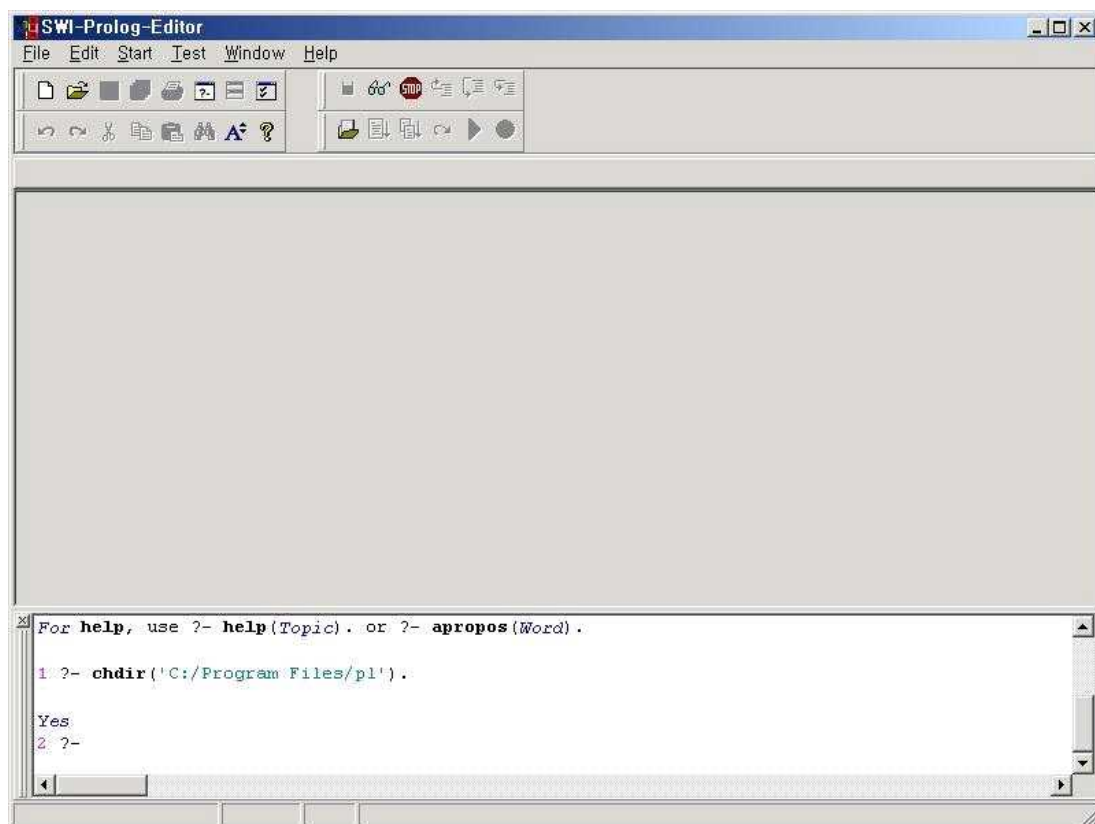 SWI-Prolog-Editor
File Edit Start Test Window Help
STOP
For help, use ?- help(Topic). or ?- apropos(Word).
1 ?- chdir('C:/Program Files/pl').
Yes
2 ?-